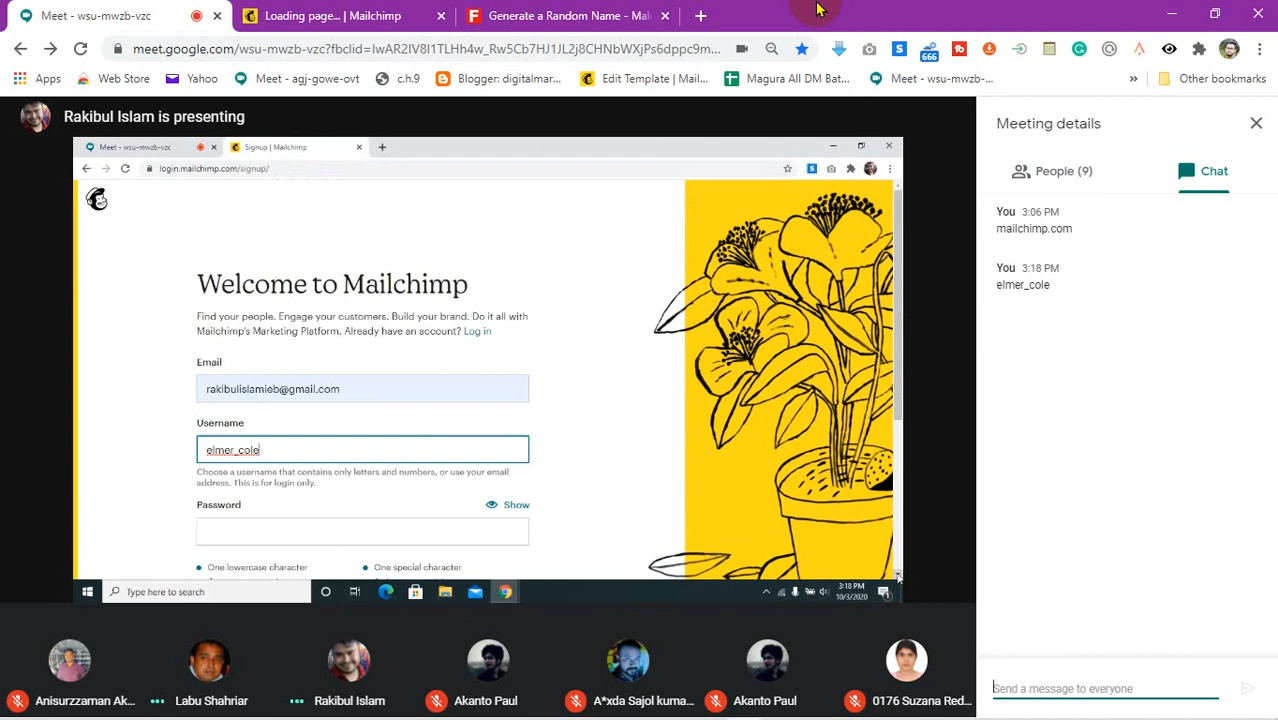 Meet - wsu-mwzb-vzc
Loading page... | Mailchimp
Generate a Random Name - Mak
meet.google.com/wsu-mwzb-vzc?fbclid=IwAR2IV8I1TLHh4w_Rw5Cb7HJ1JL2j8CHNbWXjPs6dppc9m...
666
Apps
Web Store
Yahoo
Meet - agj-gowe-ovt
c.h.9
Blogger: digitalmar...
Edit Template | Mail...
Magura All DM Bat...
Meet - wsu-mwzb-...
Other bookmarks
Rakibul Islam is presenting
Meet - wsu-mwzb-vzc
Signup | Mailchimp
login.mailchimp.com/signup/
Welcome to Mailchimp
Find your people. Engage your customers. Build your brand. Do it all with
Mailchimp's Marketing Platform. Already have an account? Log in
Email
rakibulislamieb@gmail.com
Username
elmer_cole
Choose a username that contains only letters and numbers, or use your email
address. This is for login only.
Password
Show
One lowercase character
One special character
Type here to search
3:18 PM
10/3/2020
Anisurzzaman Ak...
Labu Shahriar
Rakibul Islam
Akanto Paul
A*xda Sajol kuma...
Akanto Paul
0176 Suzana Red...
Meeting details
People (9)
Chat
You 3:06 PM
mailchimp.com
You 3:18 PM
elmer_cole
Send a message to everyone